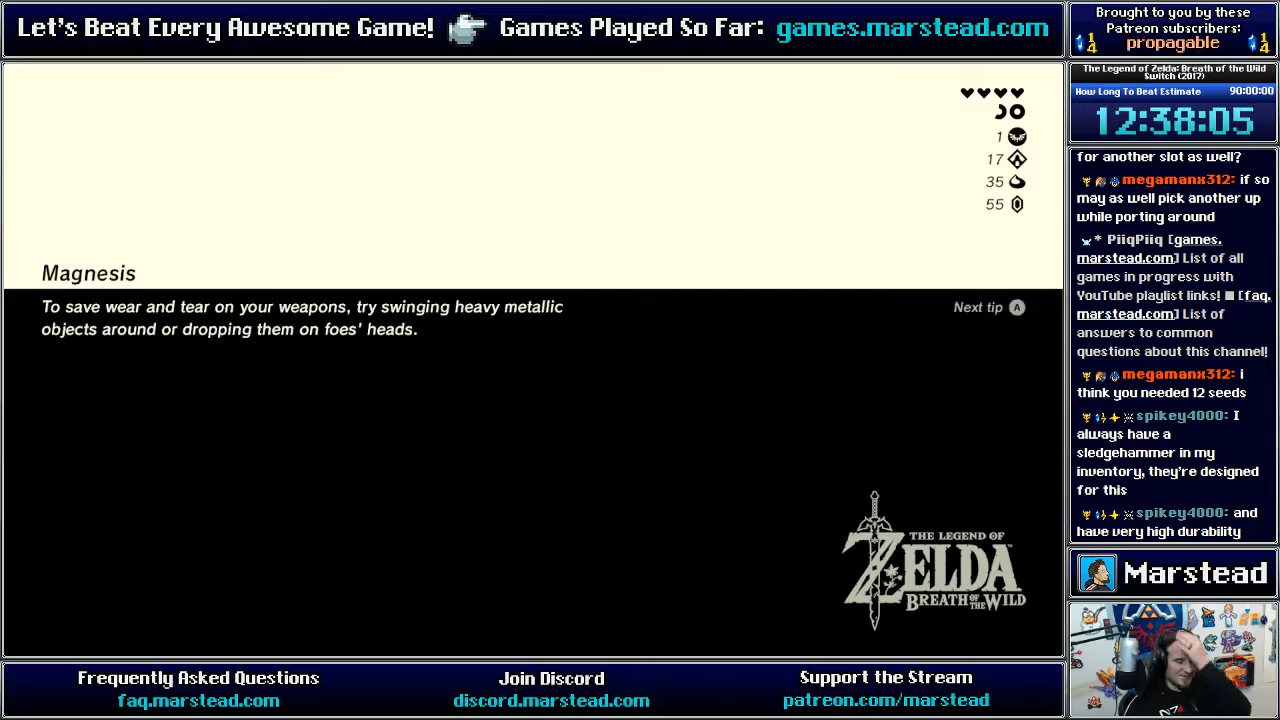 Let's Beat Every Awesome Game!
Games Played So Far: games.marstead.com
Brought to you by these
Patreon subscribers:
propagable
1/4
1/4
The Legend of Zelda: Breath of the Wild
Switch (2017)
How Long To Beat Estimate 90:00:00
12:38:05
1
17
35
55
Magnesis
To save wear and tear on your weapons, try swinging heavy metallic
objects around or dropping them on foes' heads.
Next tip A
THE LEGEND OF
ZELDA
BREATH OF THE WILD
for another slot as well?
megamanx312: if so
may as well pick another up
while porting around
* PiiqPiiq [games.
marstead.com] List of all
games in progress with
YouTube playlist links! ■ [faq.
marstead.com] List of
answers to common
questions about this channel!
megamanx312: i
think you needed 12 seeds
spikey4000: I
always have a
sledgehammer in my
inventory, they're designed
for this
spikey4000: and
have very high durability
Marstead
Frequently Asked Questions
faq.marstead.com
Join Discord
discord.marstead.com
Support the Stream
patreon.com/marstead